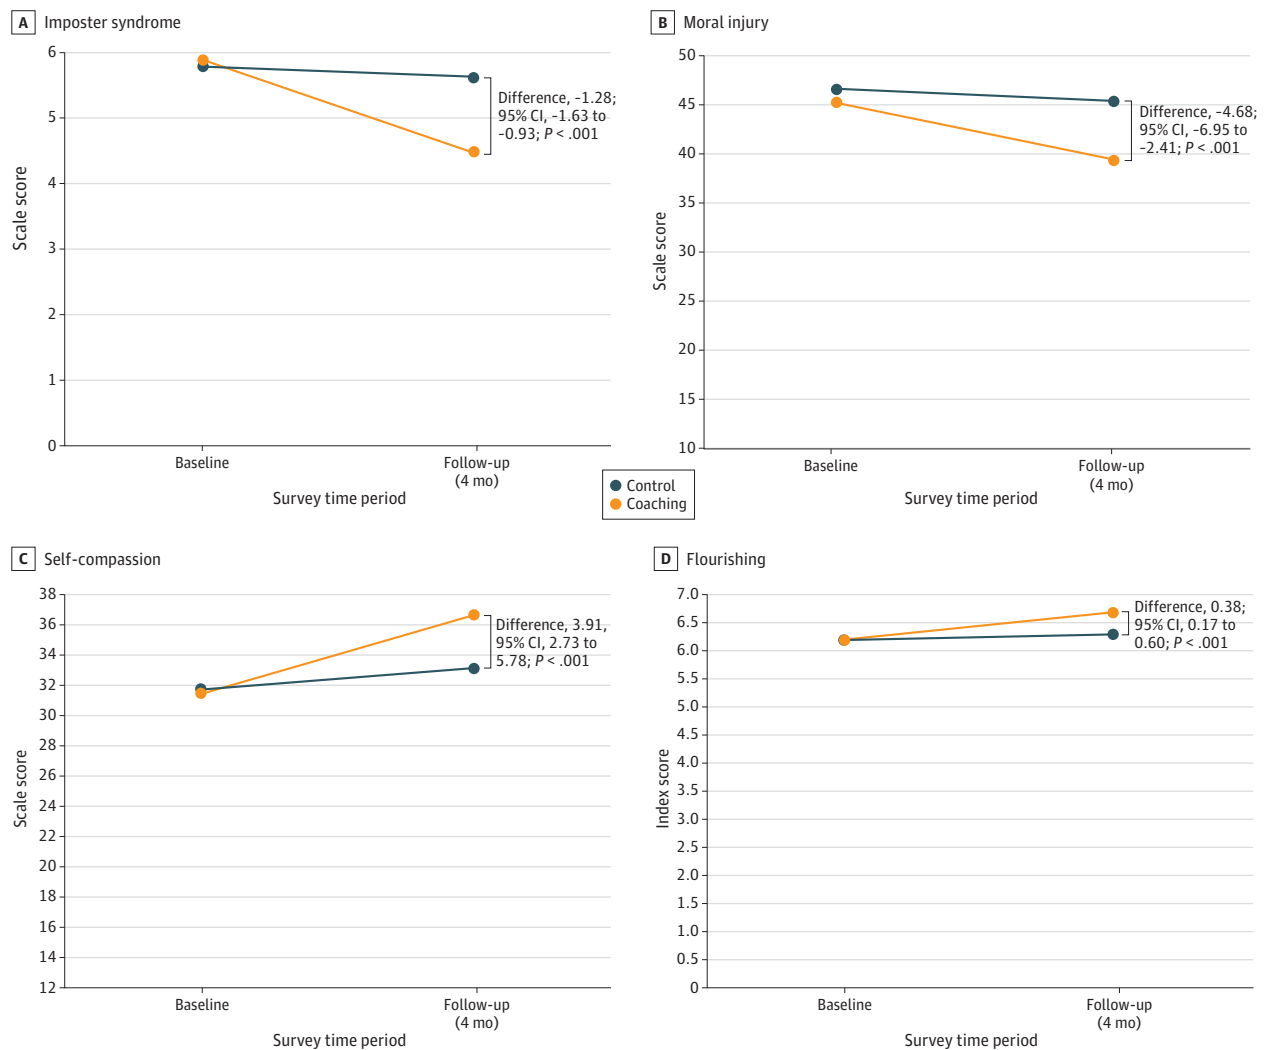 A Imposter syndrome
6
5
4
3
2
1
0
Scale score
Difference, –1.28;
95% CI, –1.63 to
–0.93; P < .001
Baseline
Follow-up
(4 mo)
Survey time period
B Moral injury
50
45
40
35
30
25
20
15
10
Scale score
Difference, –4.68;
95% CI, –6.95 to
–2.41; P < .001
Baseline
Follow-up
(4 mo)
Survey time period
Control
Coaching
C Self-compassion
38
36
34
32
30
28
26
24
22
20
18
16
14
12
Scale score
Difference, 3.91,
95% CI, 2.73 to
5.78; P < .001
Baseline
Follow-up
(4 mo)
Survey time period
D Flourishing
7.0
6.5
6.0
5.5
5.0
4.5
4.0
3.5
3.0
2.5
2.0
1.5
1.0
0.5
0
Index score
Difference, 0.38;
95% CI, 0.17 to
0.60; P < .001
Baseline
Follow-up
(4 mo)
Survey time period